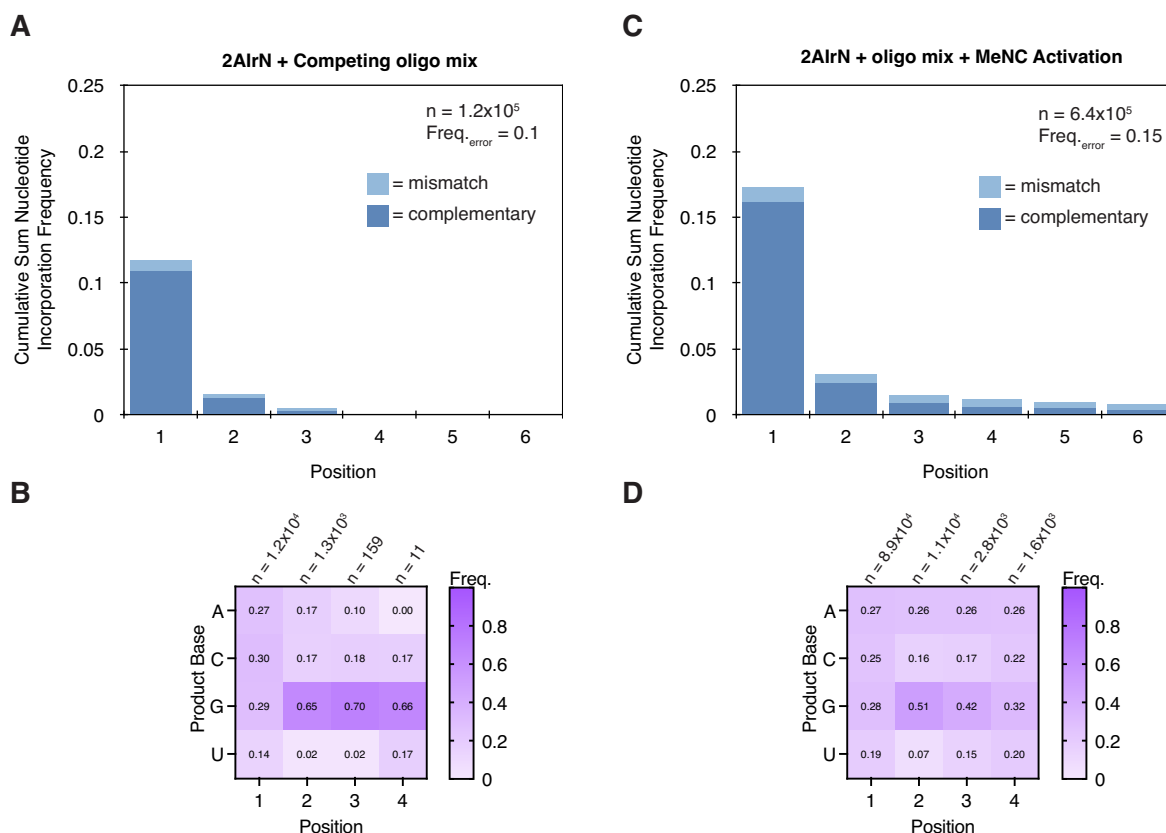 A
2AIrN + Competing oligo mix
Cumulative Sum Nucleotide
Incorporation Frequency
0.25
0.2
0.15
0.1
0.05
0
n = 1.2x10⁵
Freq.error = 0.1
= mismatch
= complementary
1 2 3 4 5 6
Position
C
2AIrN + oligo mix + MeNC Activation
Cumulative Sum Nucleotide
Incorporation Frequency
0.25
0.2
0.15
0.1
0.05
0
n = 6.4x10⁵
Freq.error = 0.15
= mismatch
= complementary
1 2 3 4 5 6
Position
B
n = 1.2x10⁴
n = 1.3x10³
n = 159
n = 11
Product Base
A 0.27 0.17 0.10 0.00
C 0.30 0.17 0.18 0.17
G 0.29 0.65 0.70 0.66
U 0.14 0.02 0.02 0.17
1 2 3 4
Position
Freq.
0.8
0.6
0.4
0.2
0
D
n = 8.9x10⁴
n = 1.1x10⁴
n = 2.8x10³
n = 1.6x10³
Product Base
A 0.27 0.26 0.26 0.26
C 0.25 0.16 0.17 0.22
G 0.28 0.51 0.42 0.32
U 0.19 0.07 0.15 0.20
1 2 3 4
Position
Freq.
0.8
0.6
0.4
0.2
0